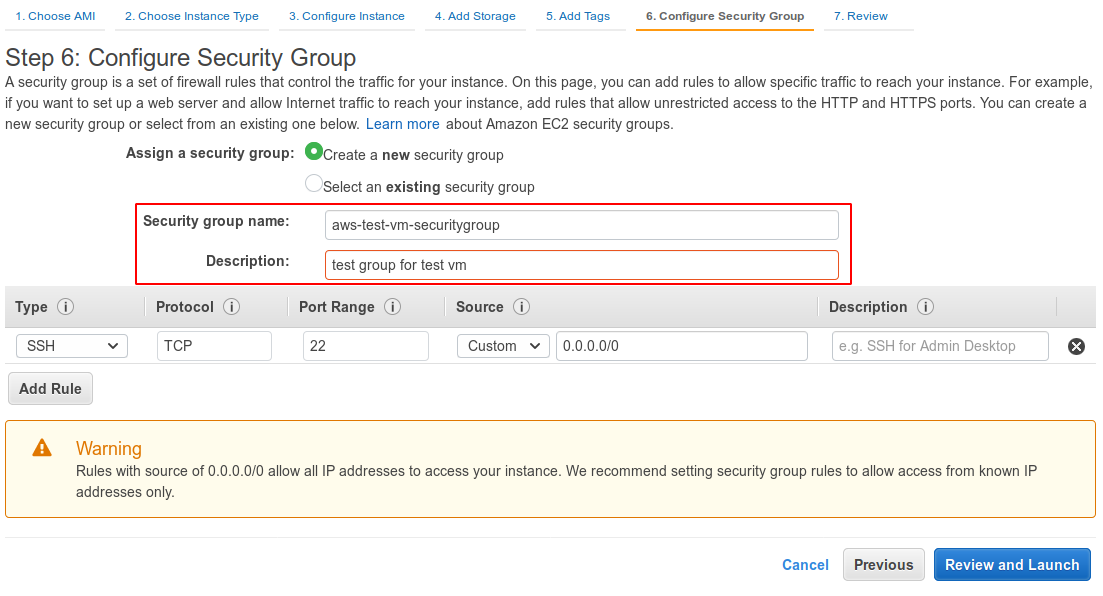 1. Choose AMI 2. Choose Instance Type 3. Configure Instance 4. Add Storage 5. Add Tags 6. Configure Security Group 7. Review
Step 6: Configure Security Group
A security group is a set of firewall rules that control the traffic for your instance. On this page, you can add rules to allow specific traffic to reach your instance. For example,
if you want to set up a web server and allow Internet traffic to reach your instance, add rules that allow unrestricted access to the HTTP and HTTPS ports. You can create a
new security group or select from an existing one below. Learn more about Amazon EC2 security groups.
Assign a security group: Create a new security group
Select an existing security group
Security group name: aws-test-vm-securitygroup
Description: test group for test vm
Type i Protocol i Port Range i Source i Description i
SSH TCP 22 Custom 0.0.0.0/0 e.g. SSH for Admin Desktop
Add Rule
Warning
Rules with source of 0.0.0.0/0 allow all IP addresses to access your instance. We recommend setting security group rules to allow access from known IP
addresses only.
Cancel Previous Review and Launch